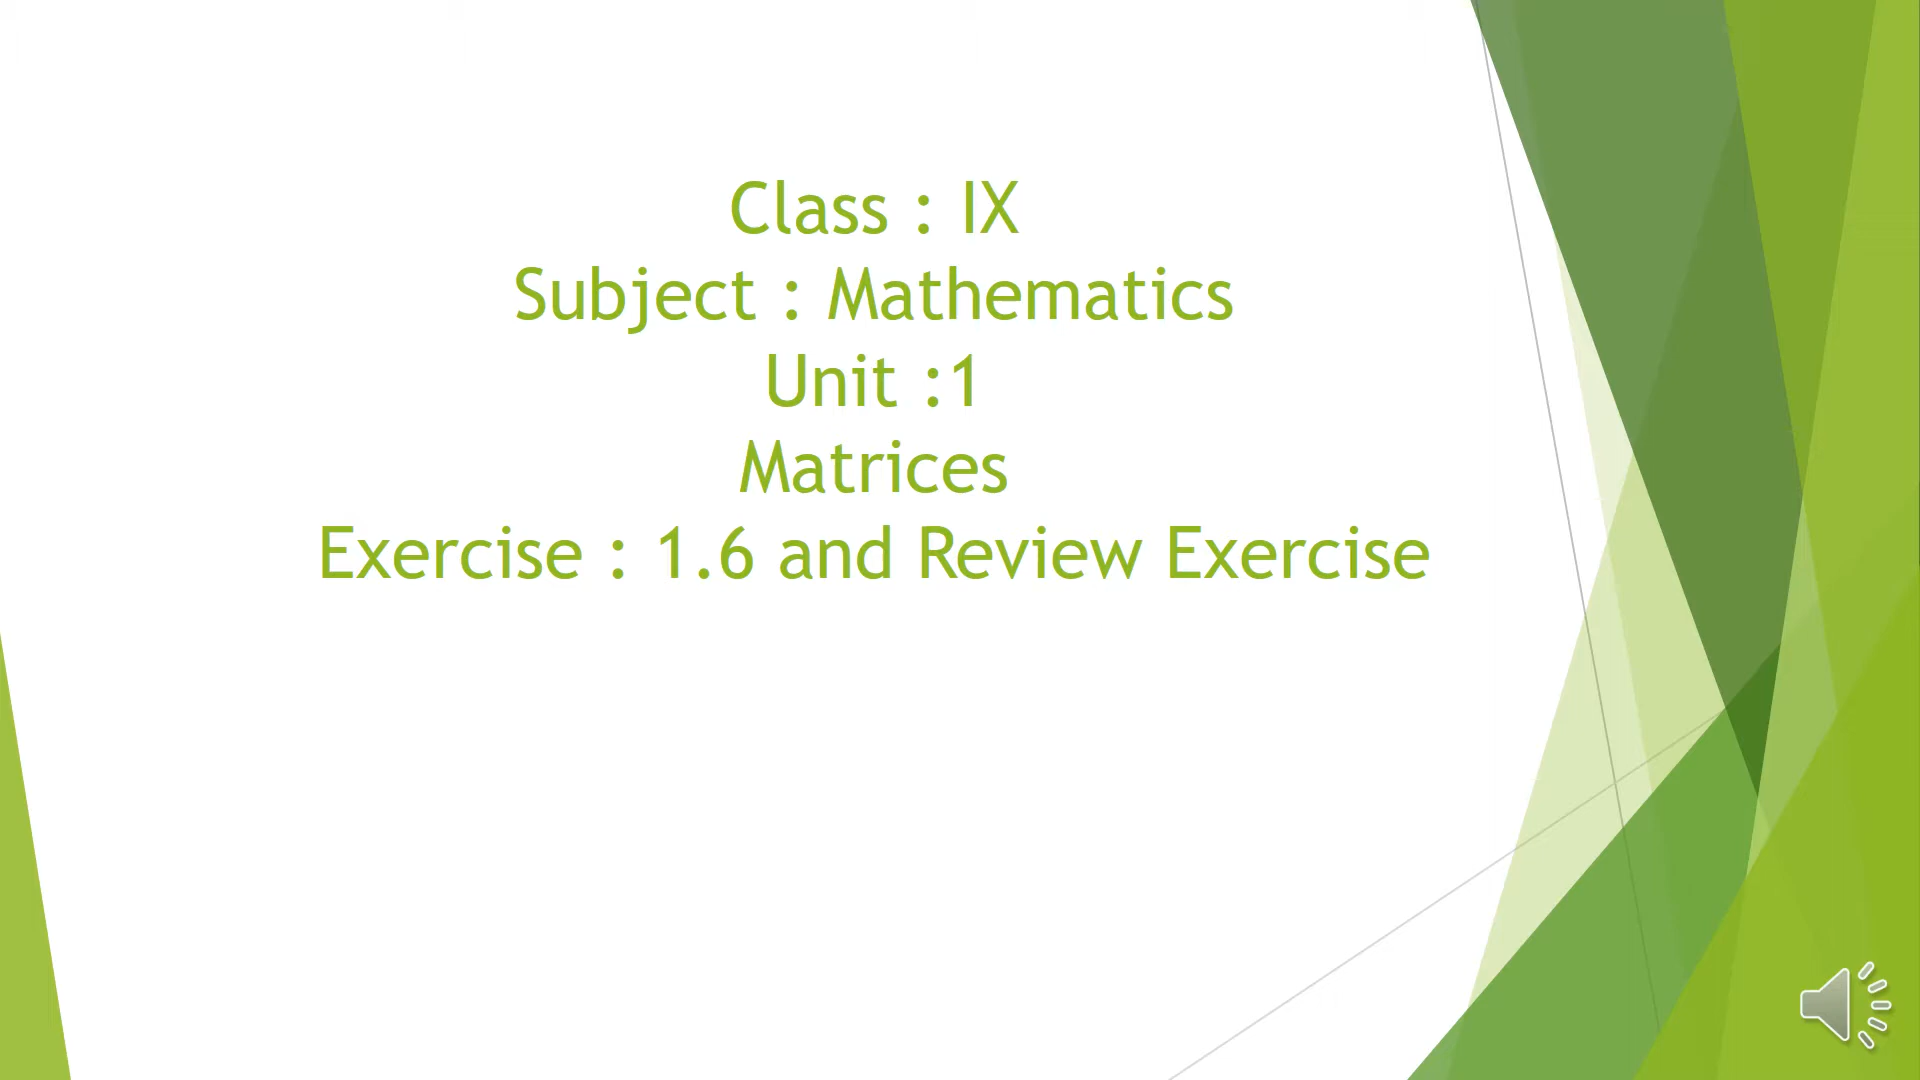 Class : IX
Subject : Mathematics
Unit :1
Matrices
Exercise : 1.6 and Review Exercise